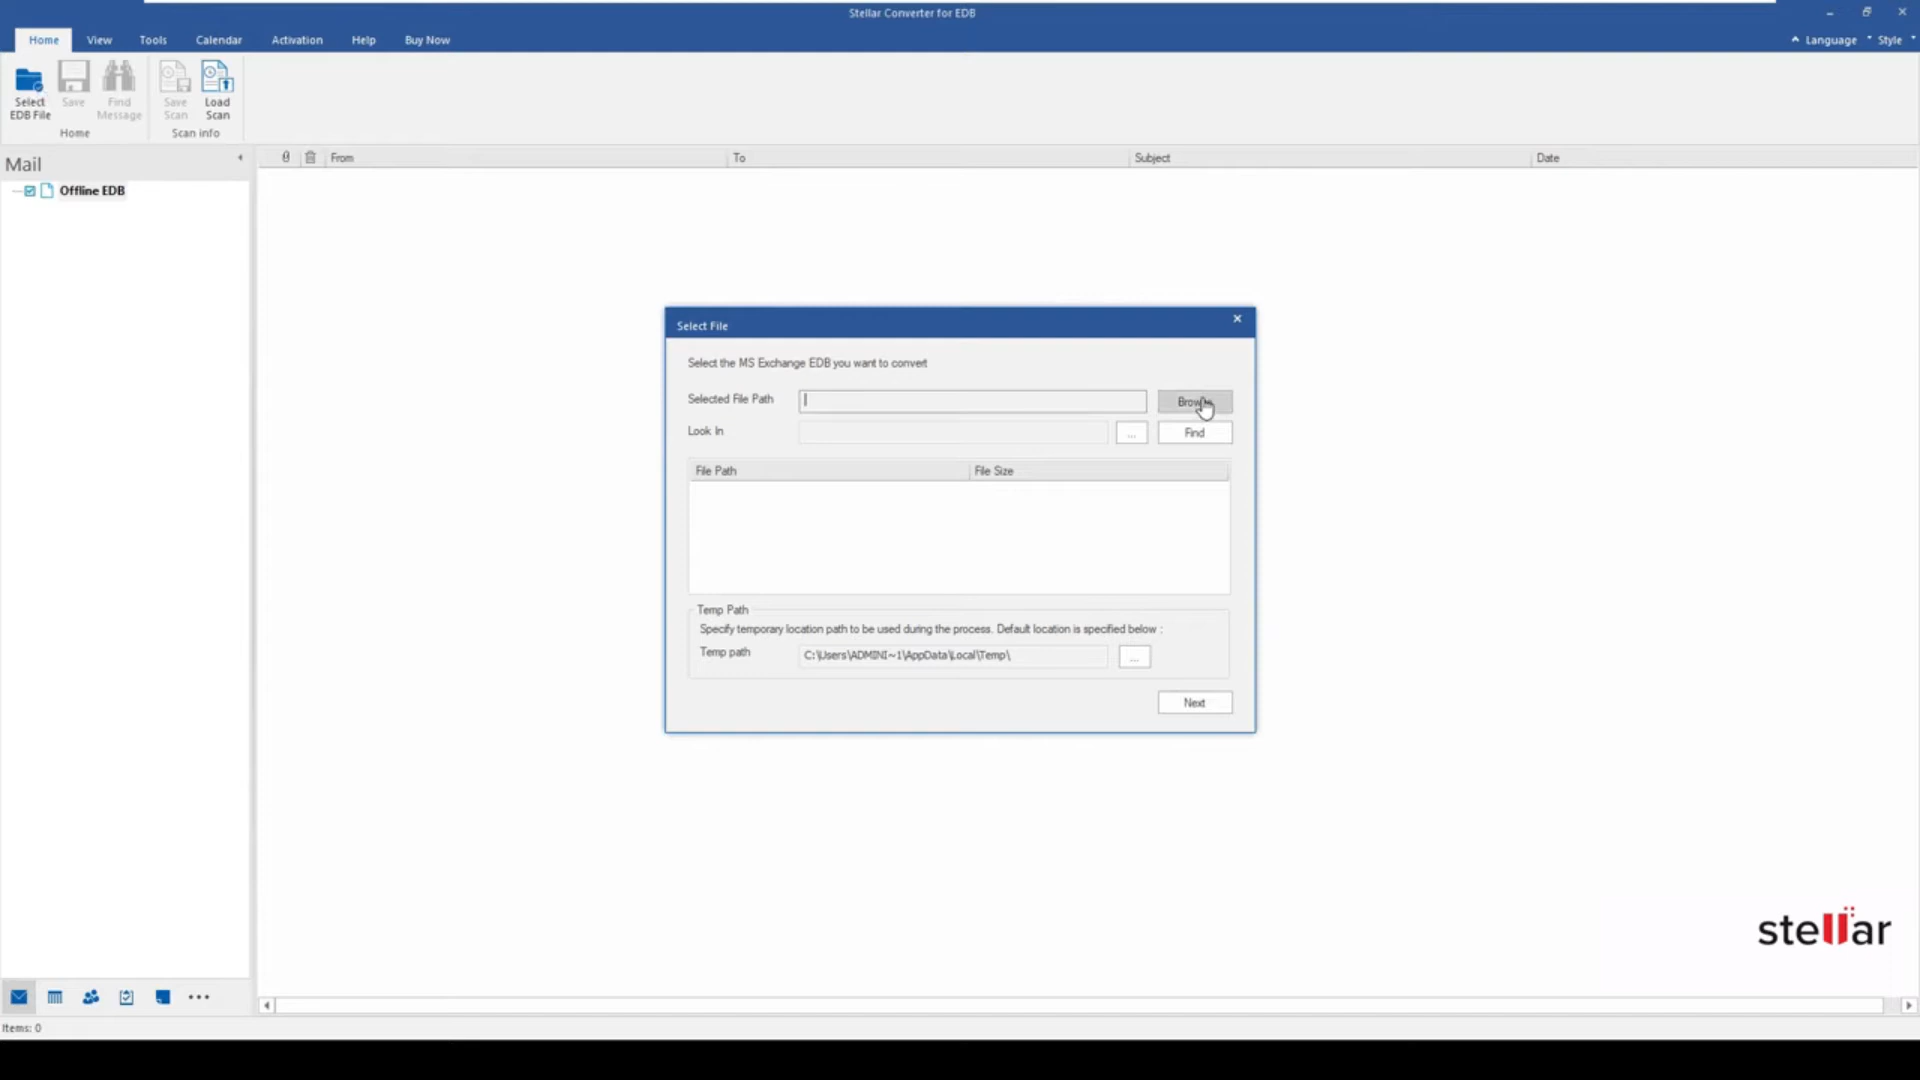 Stellar Converter for EDB
Home View Tools Calendar Activation Help Buy Now
Language Style
Select EDB File
Save
Find Message
Save Scan
Load Scan
Home
Scan info
Mail
From To Subject Date
Offline EDB
Select File
Select the MS Exchange EDB you want to convert
Selected File Path
Browse
Look In
...
Find
File Path File Size
Temp Path
Specify temporary location path to be used during the process. Default location is specified below :
Temp path C:\Users\ADMINI~1\AppData\Local\Temp\ ...
Next
stellar
Items: 0